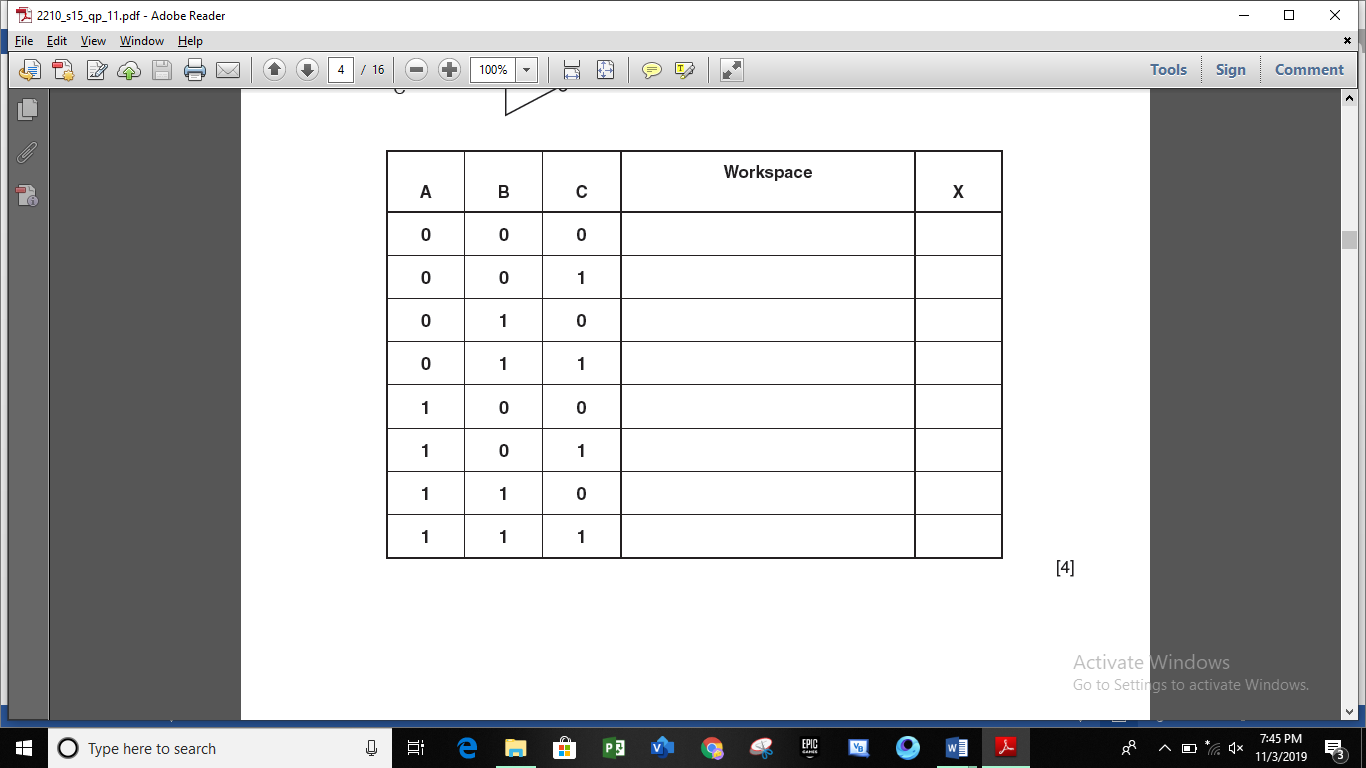 2210_s15_qp_11.pdf - Adobe Reader
File Edit View Window Help
4 / 16 100% Tools Sign Comment
A B C Workspace X
0 0 0
0 0 1
0 1 0
0 1 1
1 0 0
1 0 1
1 1 0
1 1 1
[4]
Activate Windows
Go to Settings to activate Windows.
Type here to search
EPIC GAMES
7:45 PM
11/3/2019
3